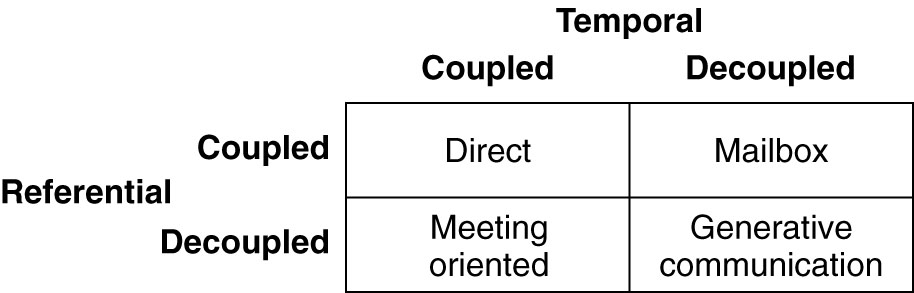 Temporal
Coupled Decoupled
Coupled Direct Mailbox
Referential
Decoupled Meeting oriented Generative communication